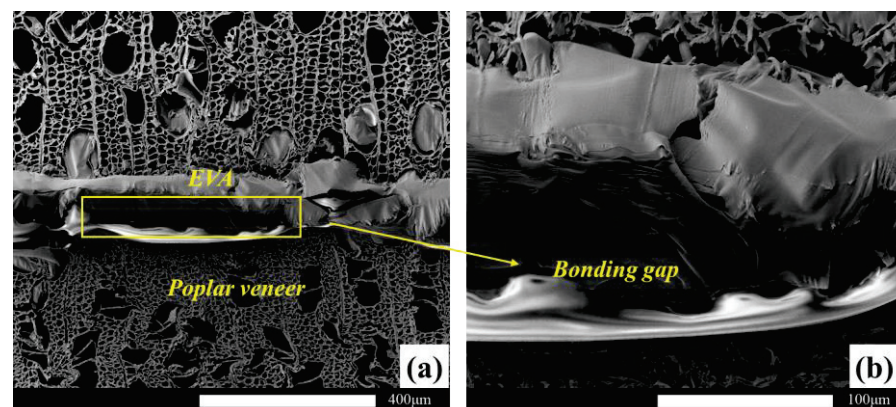 EVA
Poplar veneer
(a)
400μm
Bonding gap
(b)
100μm